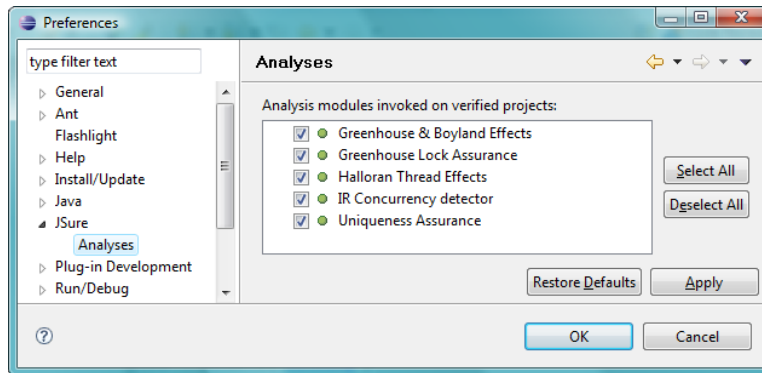 Preferences
type filter text
Analyses
General
Ant
Flashlight
Help
Install/Update
Java
JSure
Analyses
Plug-in Development
Run/Debug
Analysis modules invoked on verified projects:
Greenhouse & Boyland Effects
Greenhouse Lock Assurance
Halloran Thread Effects
IR Concurrency detector
Uniqueness Assurance
Select All
Deselect All
Restore Defaults
Apply
OK
Cancel